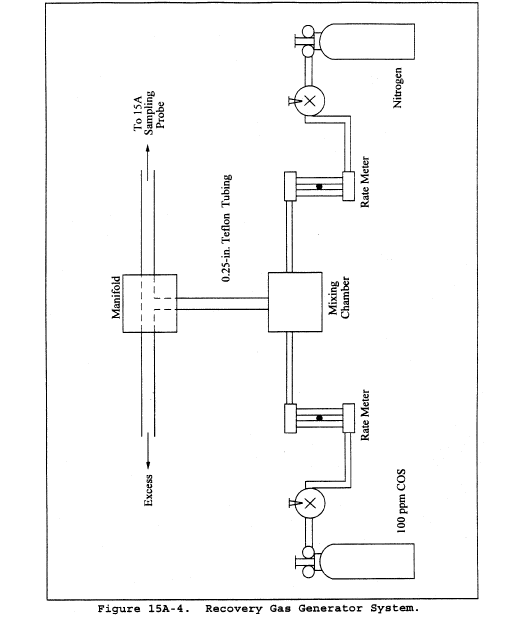 To 15A
Sampling
Probe
Manifold
Excess
0.25-in. Teflon Tubing
Mixing
Chamber
Rate Meter
Rate Meter
Nitrogen
100 ppm COS
Figure 15A-4. Recovery Gas Generator System.